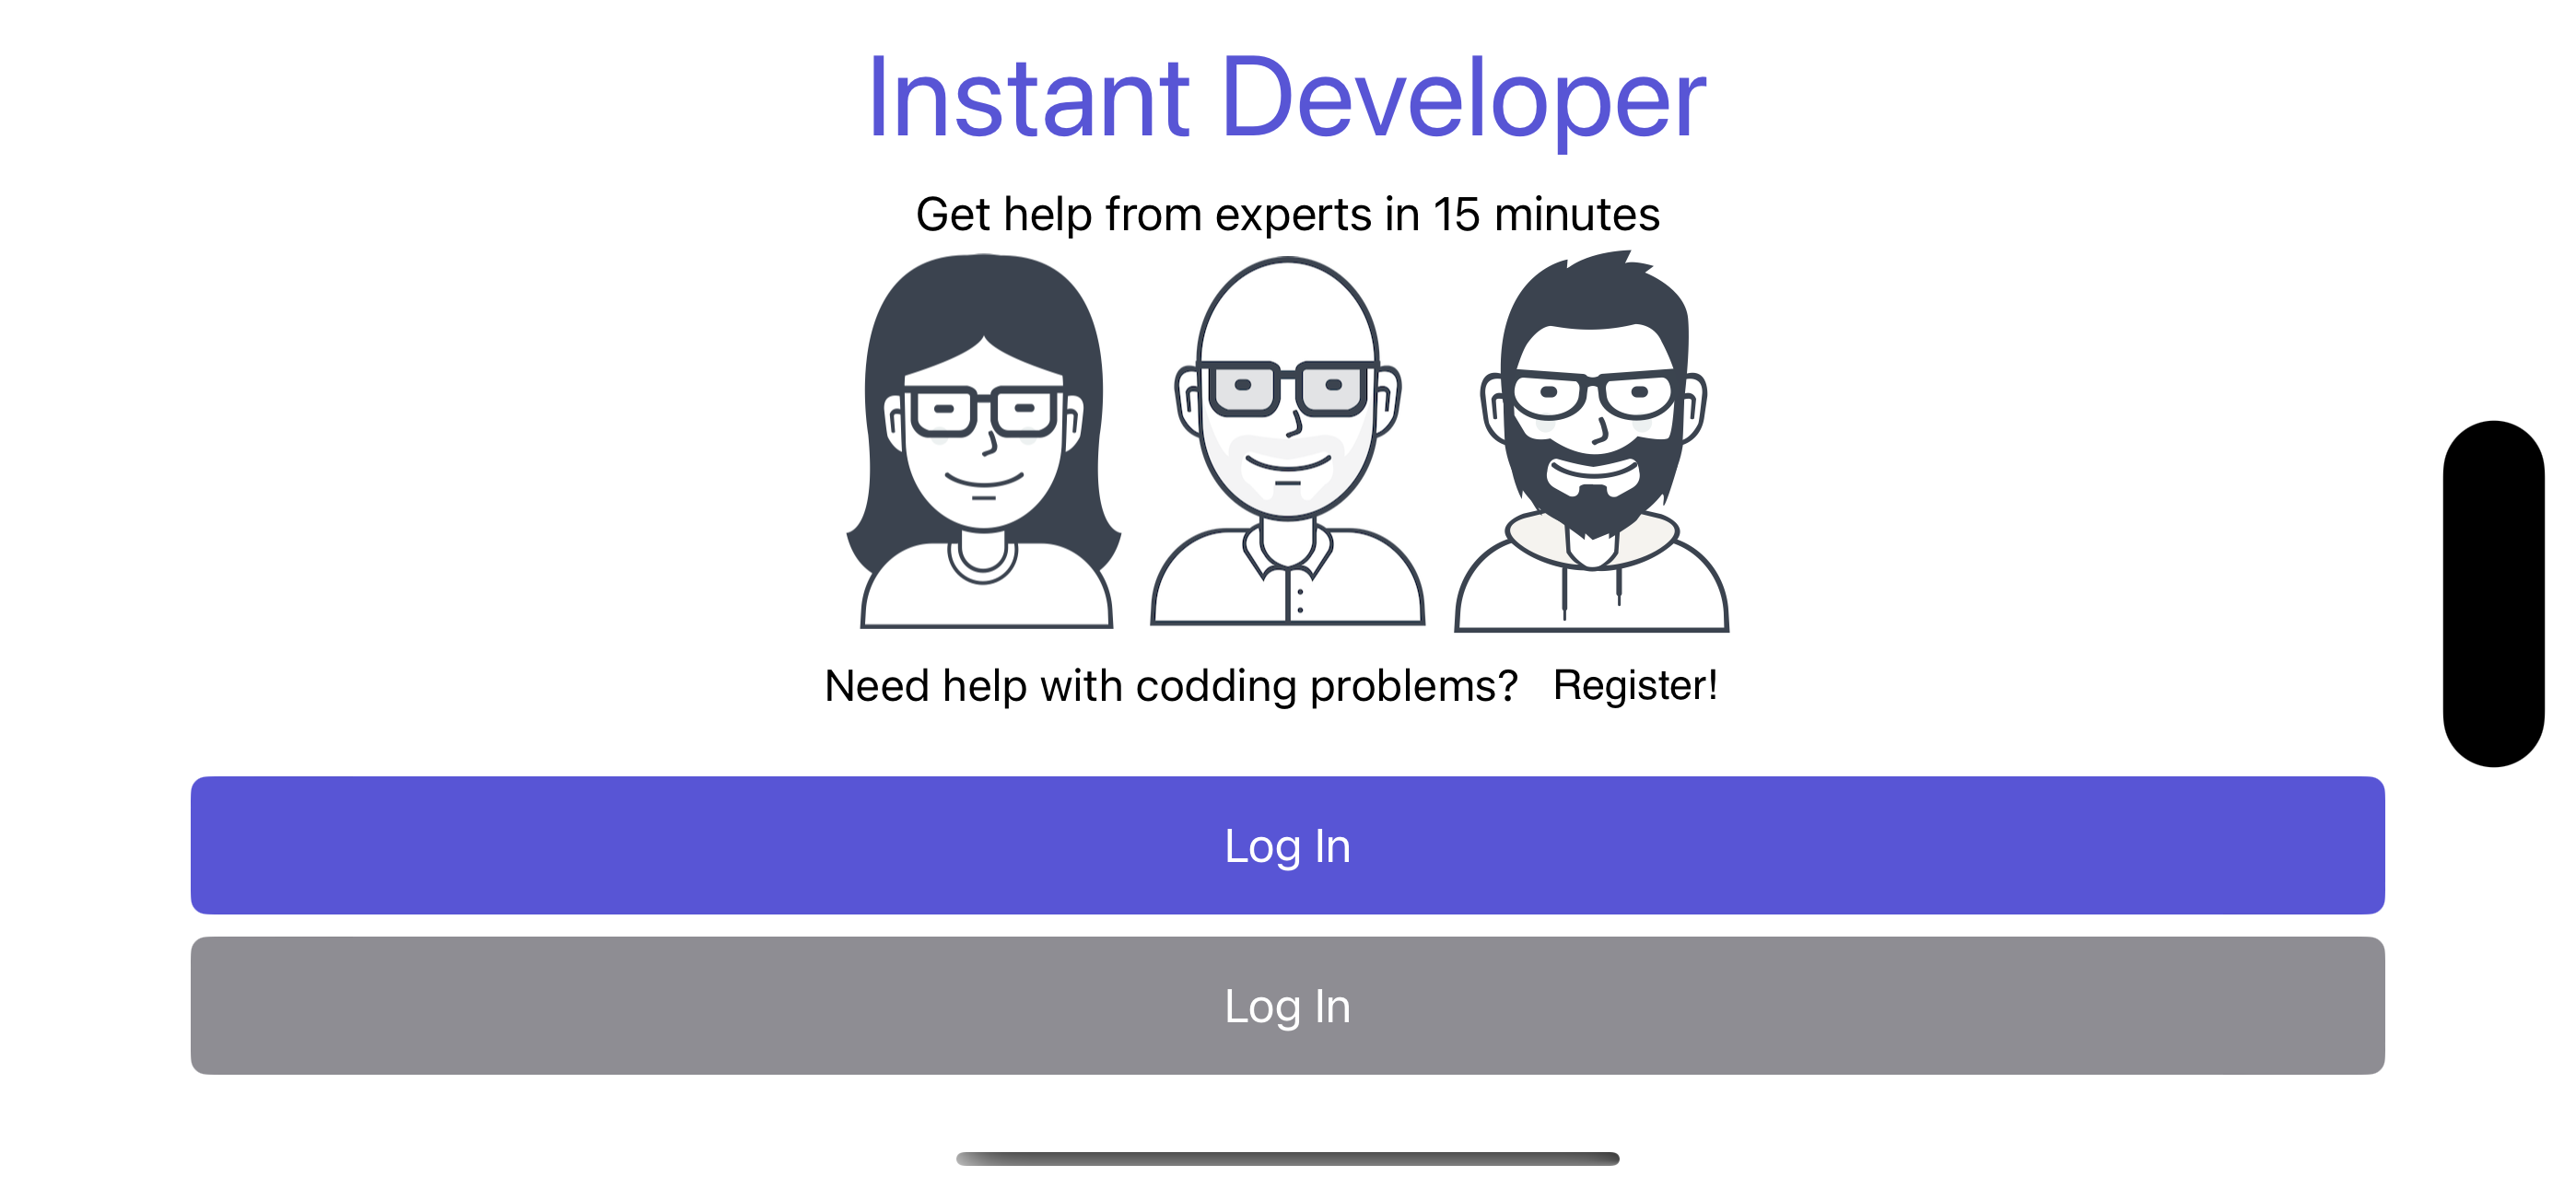 Instant Developer
Get help from experts in 15 minutes
Need help with codding problems? Register!
Log In
Log In